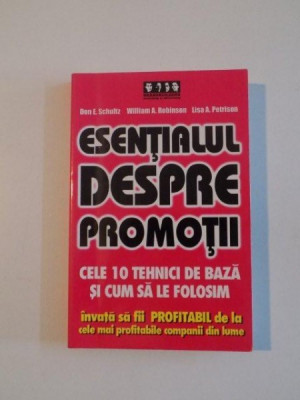 Don E. Schultz William A. Robinson Lisa A. Petrison
ESENȚIALUL
DESPRE
PROMOȚII
CELE 10 TEHNICI DE BAZĂ
ȘI CUM SĂ LE FOLOSIM
învată să fii PROFITABIL de la
cele mai profitabile companii din lume